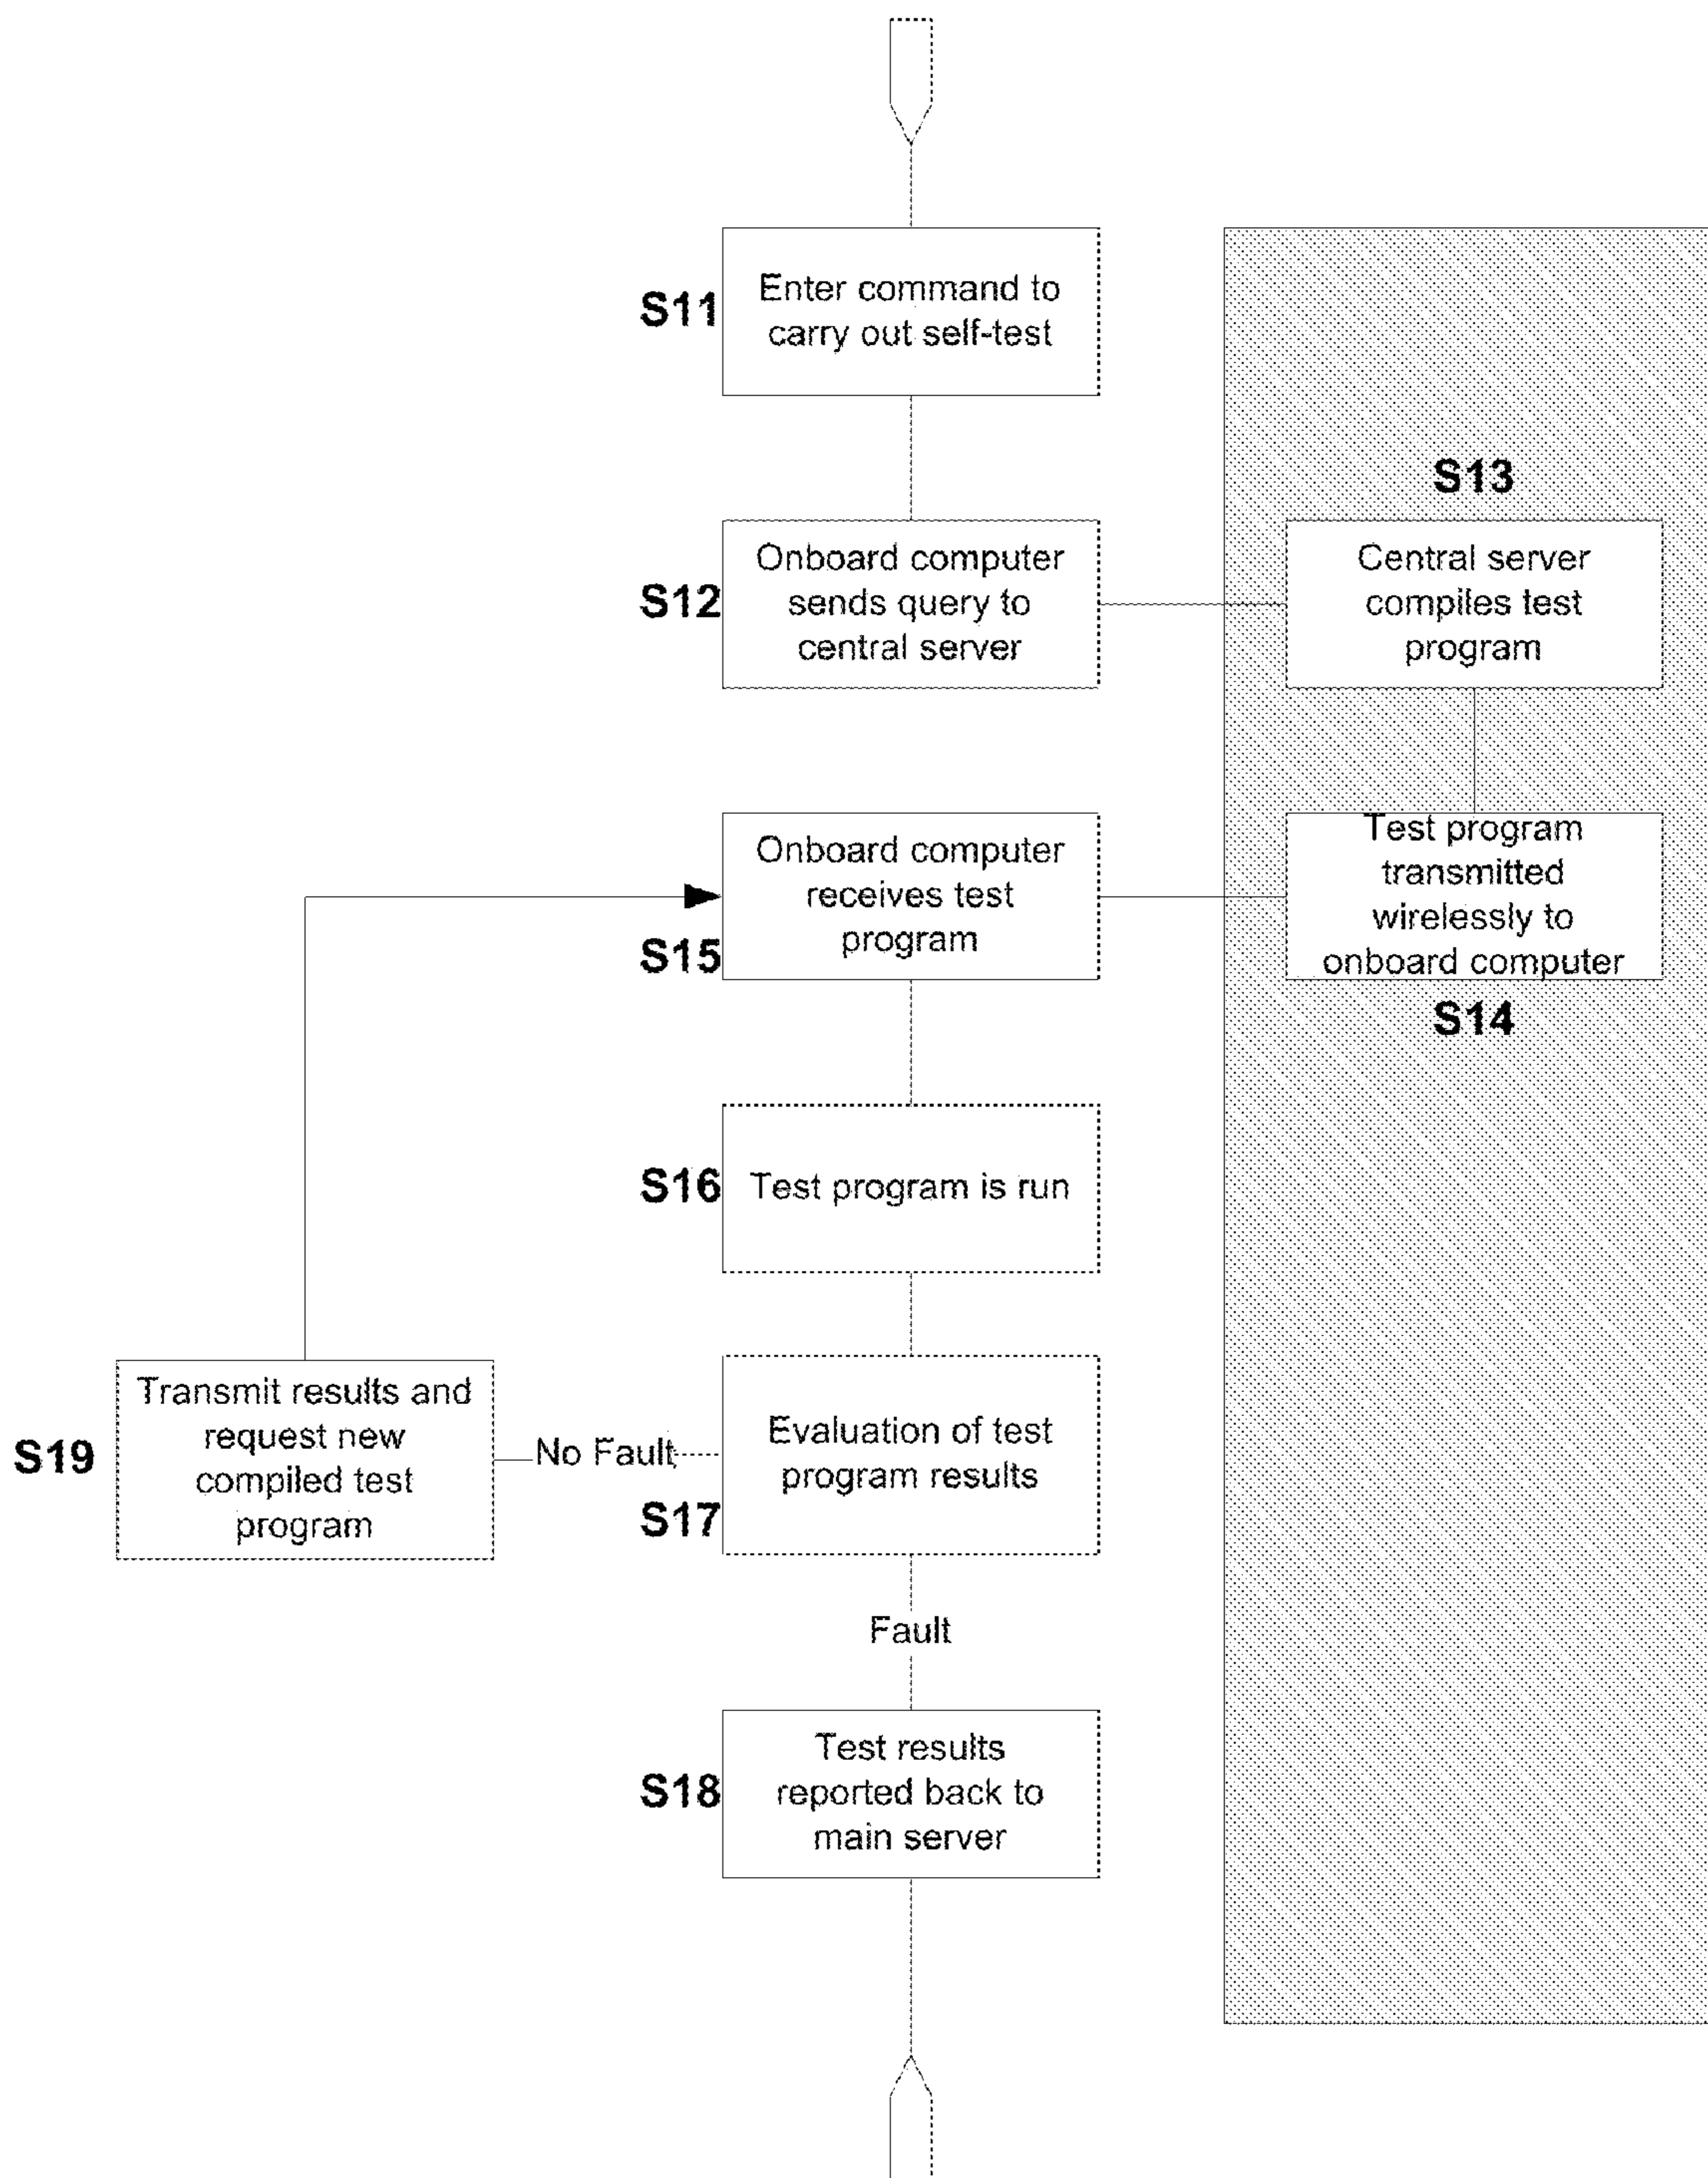 S11
Enter command to
carry out self-test
S12
Onboard computer
sends query to
central server
S13
Central server
compiles test
program
Test program
transmitted
wirelessly to
onboard computer
S14
Onboard computer
receives test
program
S15
S16
Test program is run
Evaluation of test
program results
S17
No Fault
S19
Transmit results and
request new
compiled test
program
Fault
S18
Test results
reported back to
main server